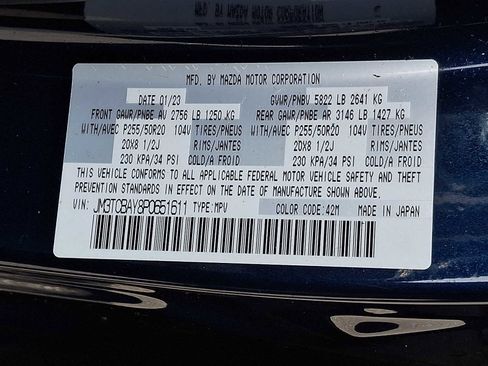 MFD. BY MAZDA MOTOR CORPORATION
DATE 01/23 GVWR/PNBV 5822 LB 2641 KG
FRONT GAWR/PNBE AV 2756 LB 1250 KG REAR GAWR/PNBE AR 3146 LB 1427 KG
WITH/AVEC P255/50R20 104V TIRES/PNEUS WITH/AVEC P255/50R20 104V TIRES/PNEUS
20X8 1/2J RIMS/JANTES 20X8 1/2J RIMS/JANTES
230 KPA/34 PSI COLD/A FROID 230 KPA/34 PSI COLD/A FROID
THIS VEHICLE CONFORMS TO ALL APPLICABLE FEDERAL MOTOR VEHICLE SAFETY AND THEFT
PREVENTION STANDARDS IN EFFECT ON THE DATE OF MANUFACTURE SHOWN ABOVE.
VIN: JM3TCBAY8P0651611 TYPE: MPV COLOR CODE: 42M MADE IN JAPAN